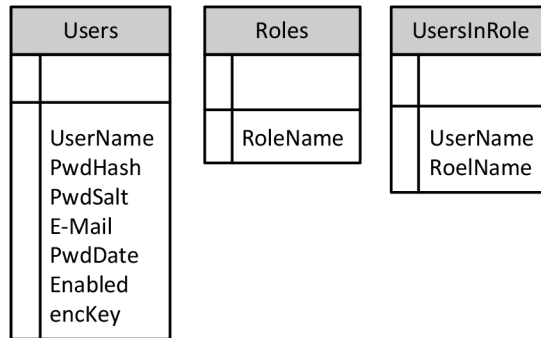 Users
UserName
PwdHash
PwdSalt
E-Mail
PwdDate
Enabled
encKey
Roles
RoleName
UsersInRole
UserName
RoelName